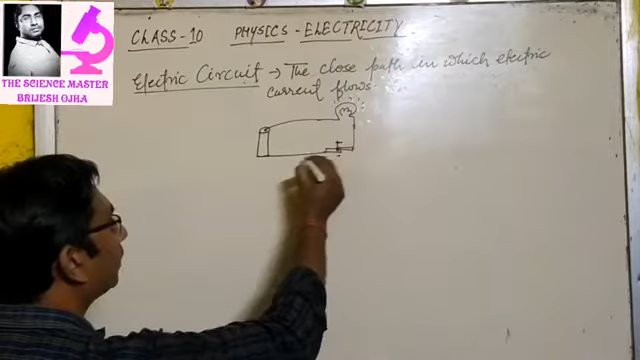 CLASS-10 PHYSICS - ELECTRICITY
Electric Circuit → The close path in which electric
current flows.
THE SCIENCE MASTER
BRIJESH OJHA